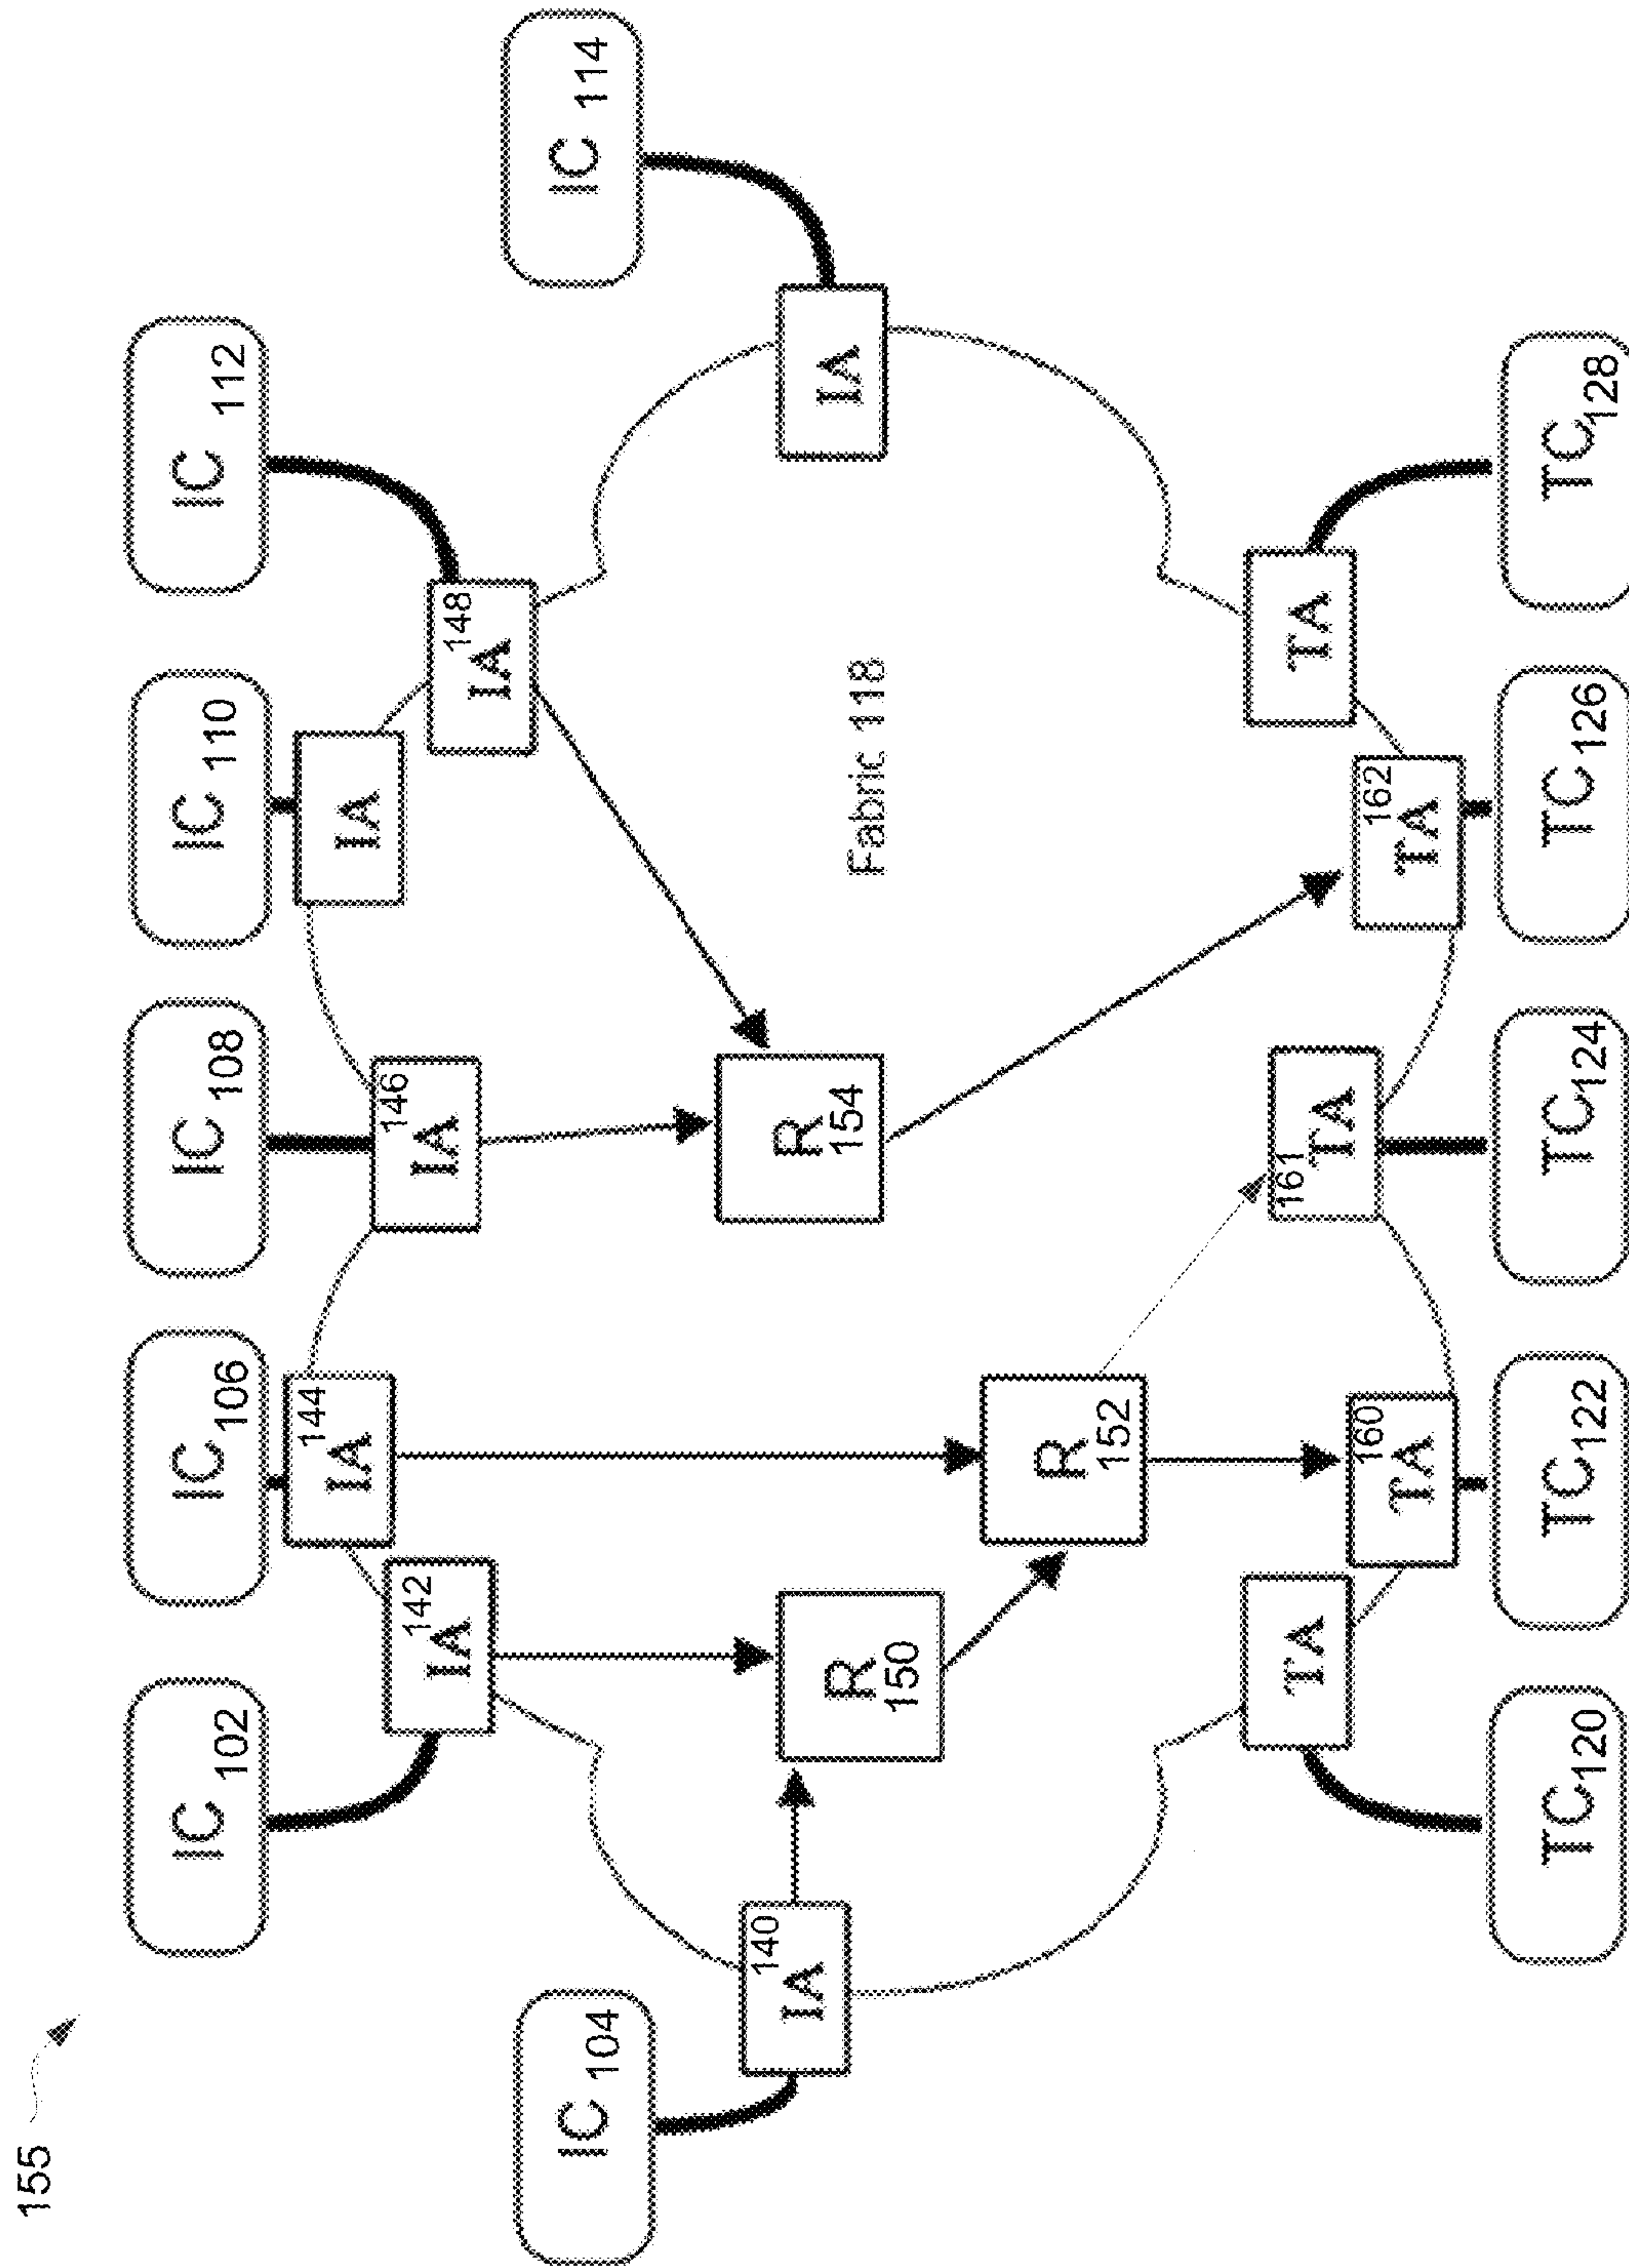 155
IC 104
IC 102
IC 106
IC 108
IC 110
IC 112
IC 114
IA 140
IA 142
IA 144
IA 146
IA
IA 148
IA
R 150
R 152
R 154
Fabric 118
TA
TA 160
161 TA
TA 162
TA
TC 120
TC 122
TC 124
TC 126
TC 128